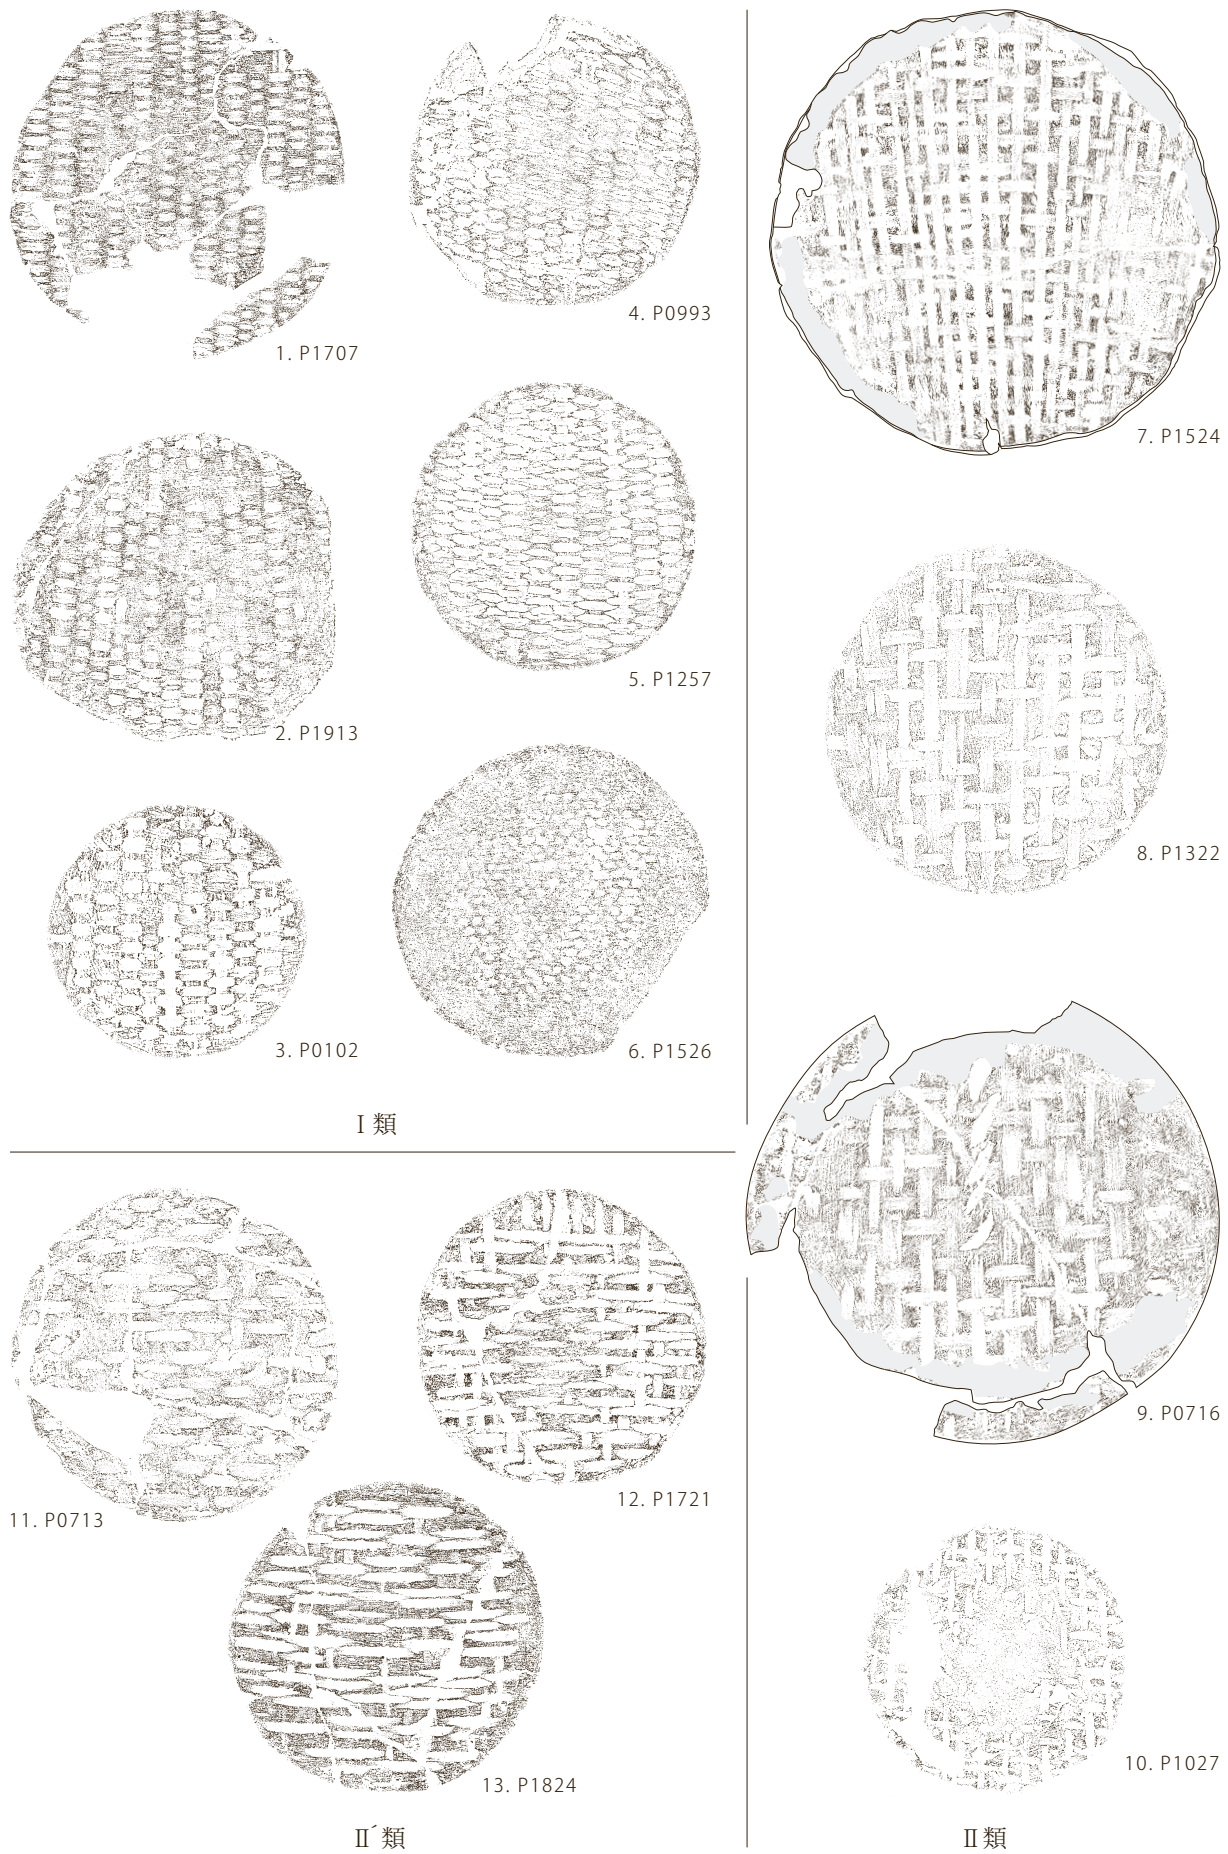 1. P1707
4. P0993
2. P1913
5. P1257
3. P0102
6. P1526
Ⅰ類
7. P1524
8. P1322
9. P0716
10. P1027
Ⅱ類
11. P0713
12. P1721
13. P1824
Ⅱ´類